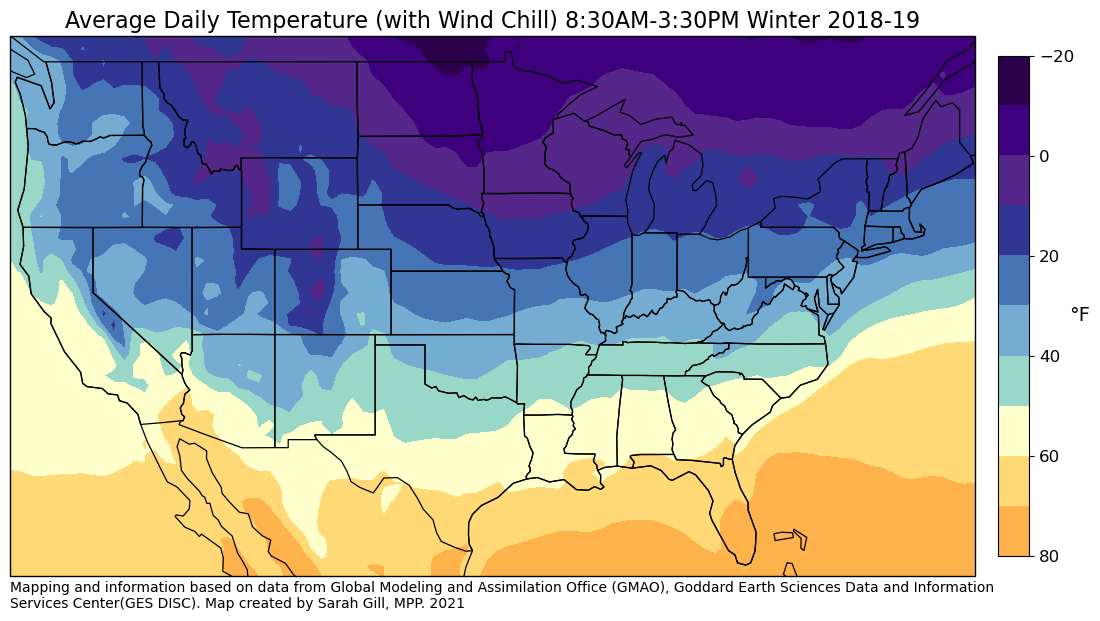 Average Daily Temperature (with Wind Chill) 8:30AM-3:30PM Winter 2018-19
−20
0
20
°F
40
60
80
Mapping and information based on data from Global Modeling and Assimilation Office (GMAO), Goddard Earth Sciences Data and Information
Services Center(GES DISC). Map created by Sarah Gill, MPP. 2021